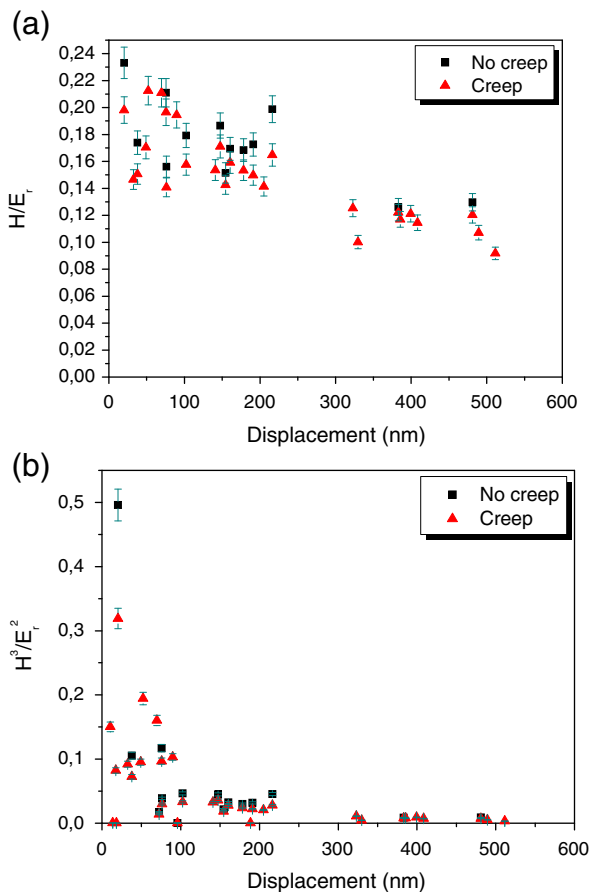 (a)
0,24
0,22
0,20
0,18
0,16
0,14
0,12
0,10
0,08
0,06
0,04
0,02
0,00
H/E_r
No creep
Creep
0 100 200 300 400 500 600
Displacement (nm)
(b)
0,5
0,4
0,3
0,2
0,1
0,0
H³/E_r²
No creep
Creep
0 100 200 300 400 500 600
Displacement (nm)